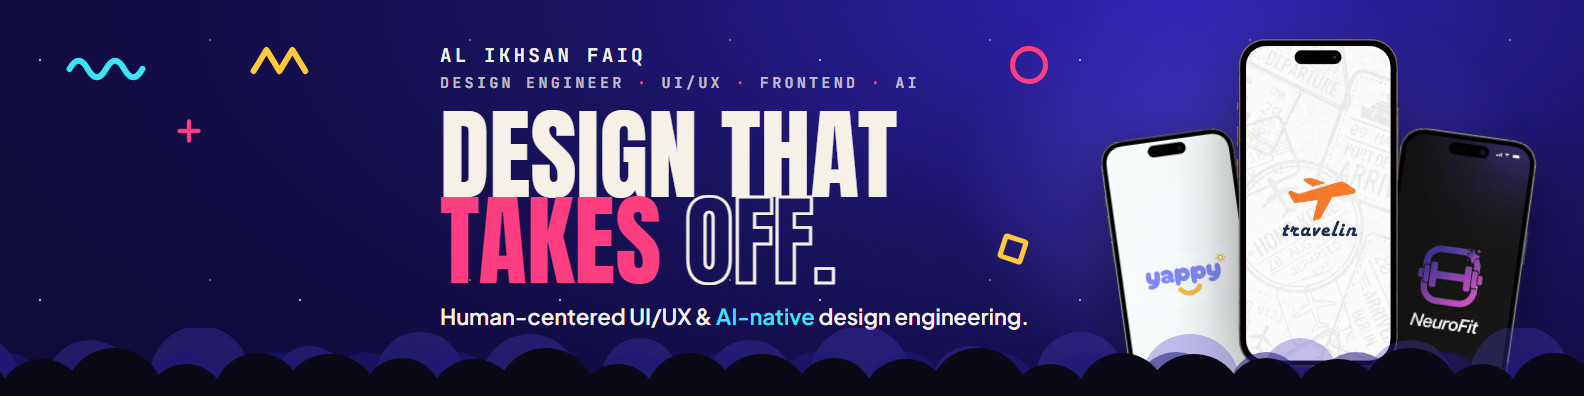 AL IKHSAN FAIQ
DESIGN ENGINEER · UI/UX · FRONTEND · AI
DESIGN THAT
TAKES OFF.
Human-centered UI/UX & AI-native design engineering.
yappy
travelin
NeuroFit